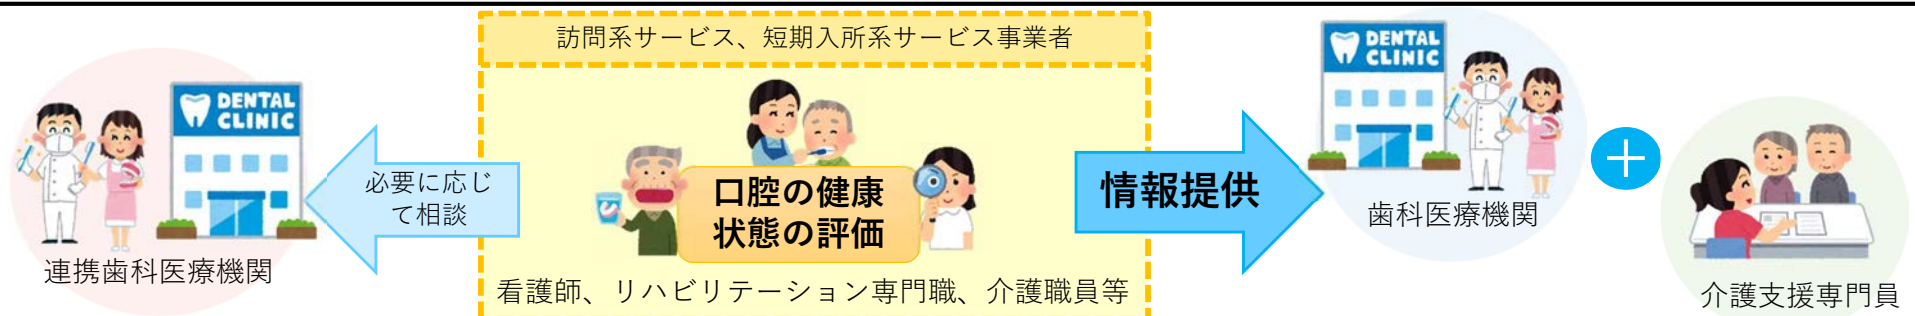 訪問系サービス、短期入所系サービス事業者
DENTAL
CLINIC
必要に応じ
て相談
連携歯科医療機関
口腔の健康
状態の評価
看護師、リハビリテーション専門職、介護職員等
情報提供
DENTAL
CLINIC
歯科医療機関
＋
介護支援専門員